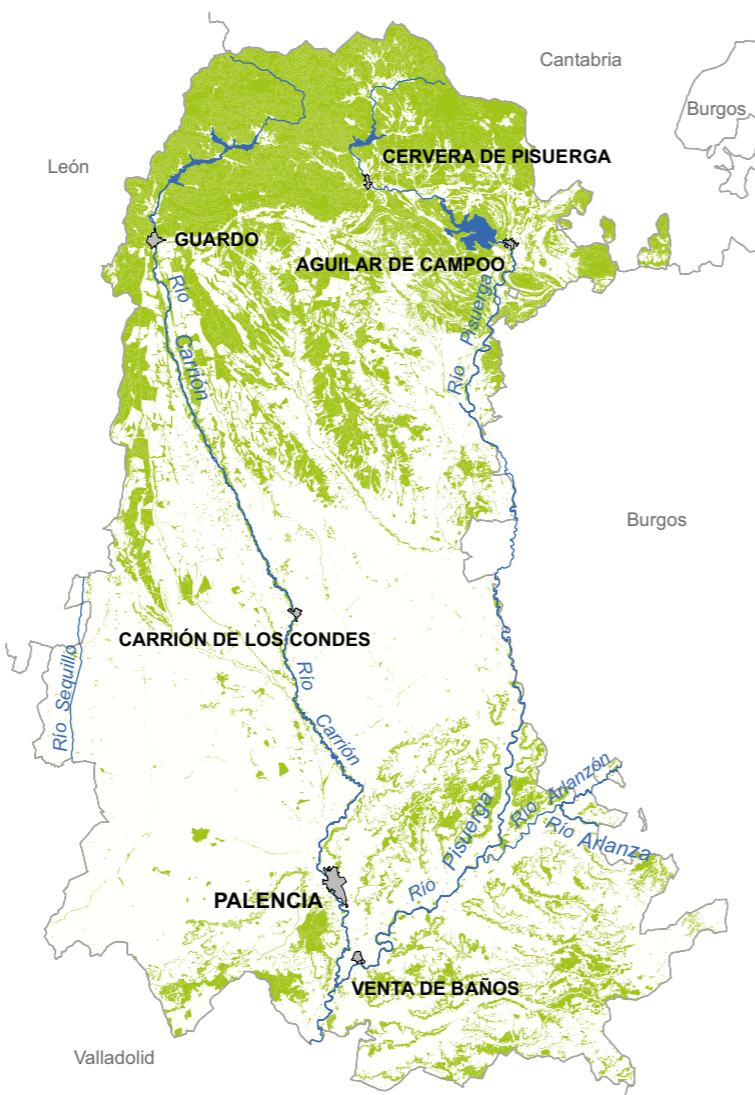 Cantabria
Burgos
León
CERVERA DE PISUERGA
GUARDO
AGUILAR DE CAMPOO
Río Carrión
Río Pisuerga
Burgos
CARRIÓN DE LOS CONDES
Río Sequillo
Río Carrión
Río Arlanzón
Río Pisuerga
Río Arlanza
PALENCIA
VENTA DE BAÑOS
Valladolid